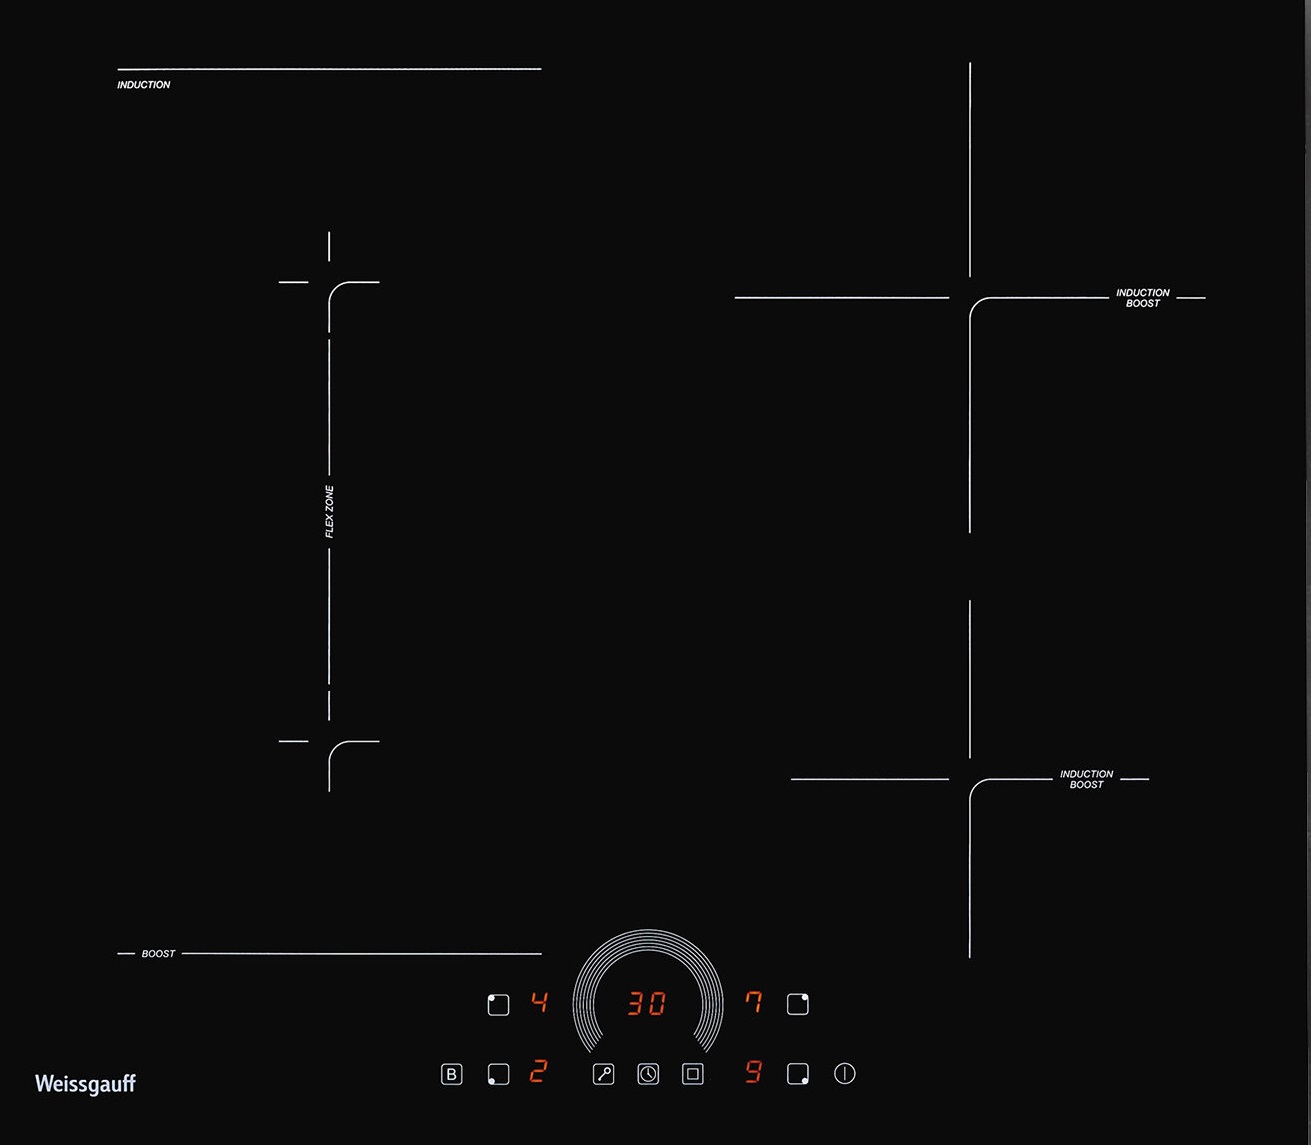 INDUCTION
INDUCTION
BOOST
FLEX ZONE
INDUCTION
BOOST
BOOST
4 30 7
B 2 9
Weissgauff